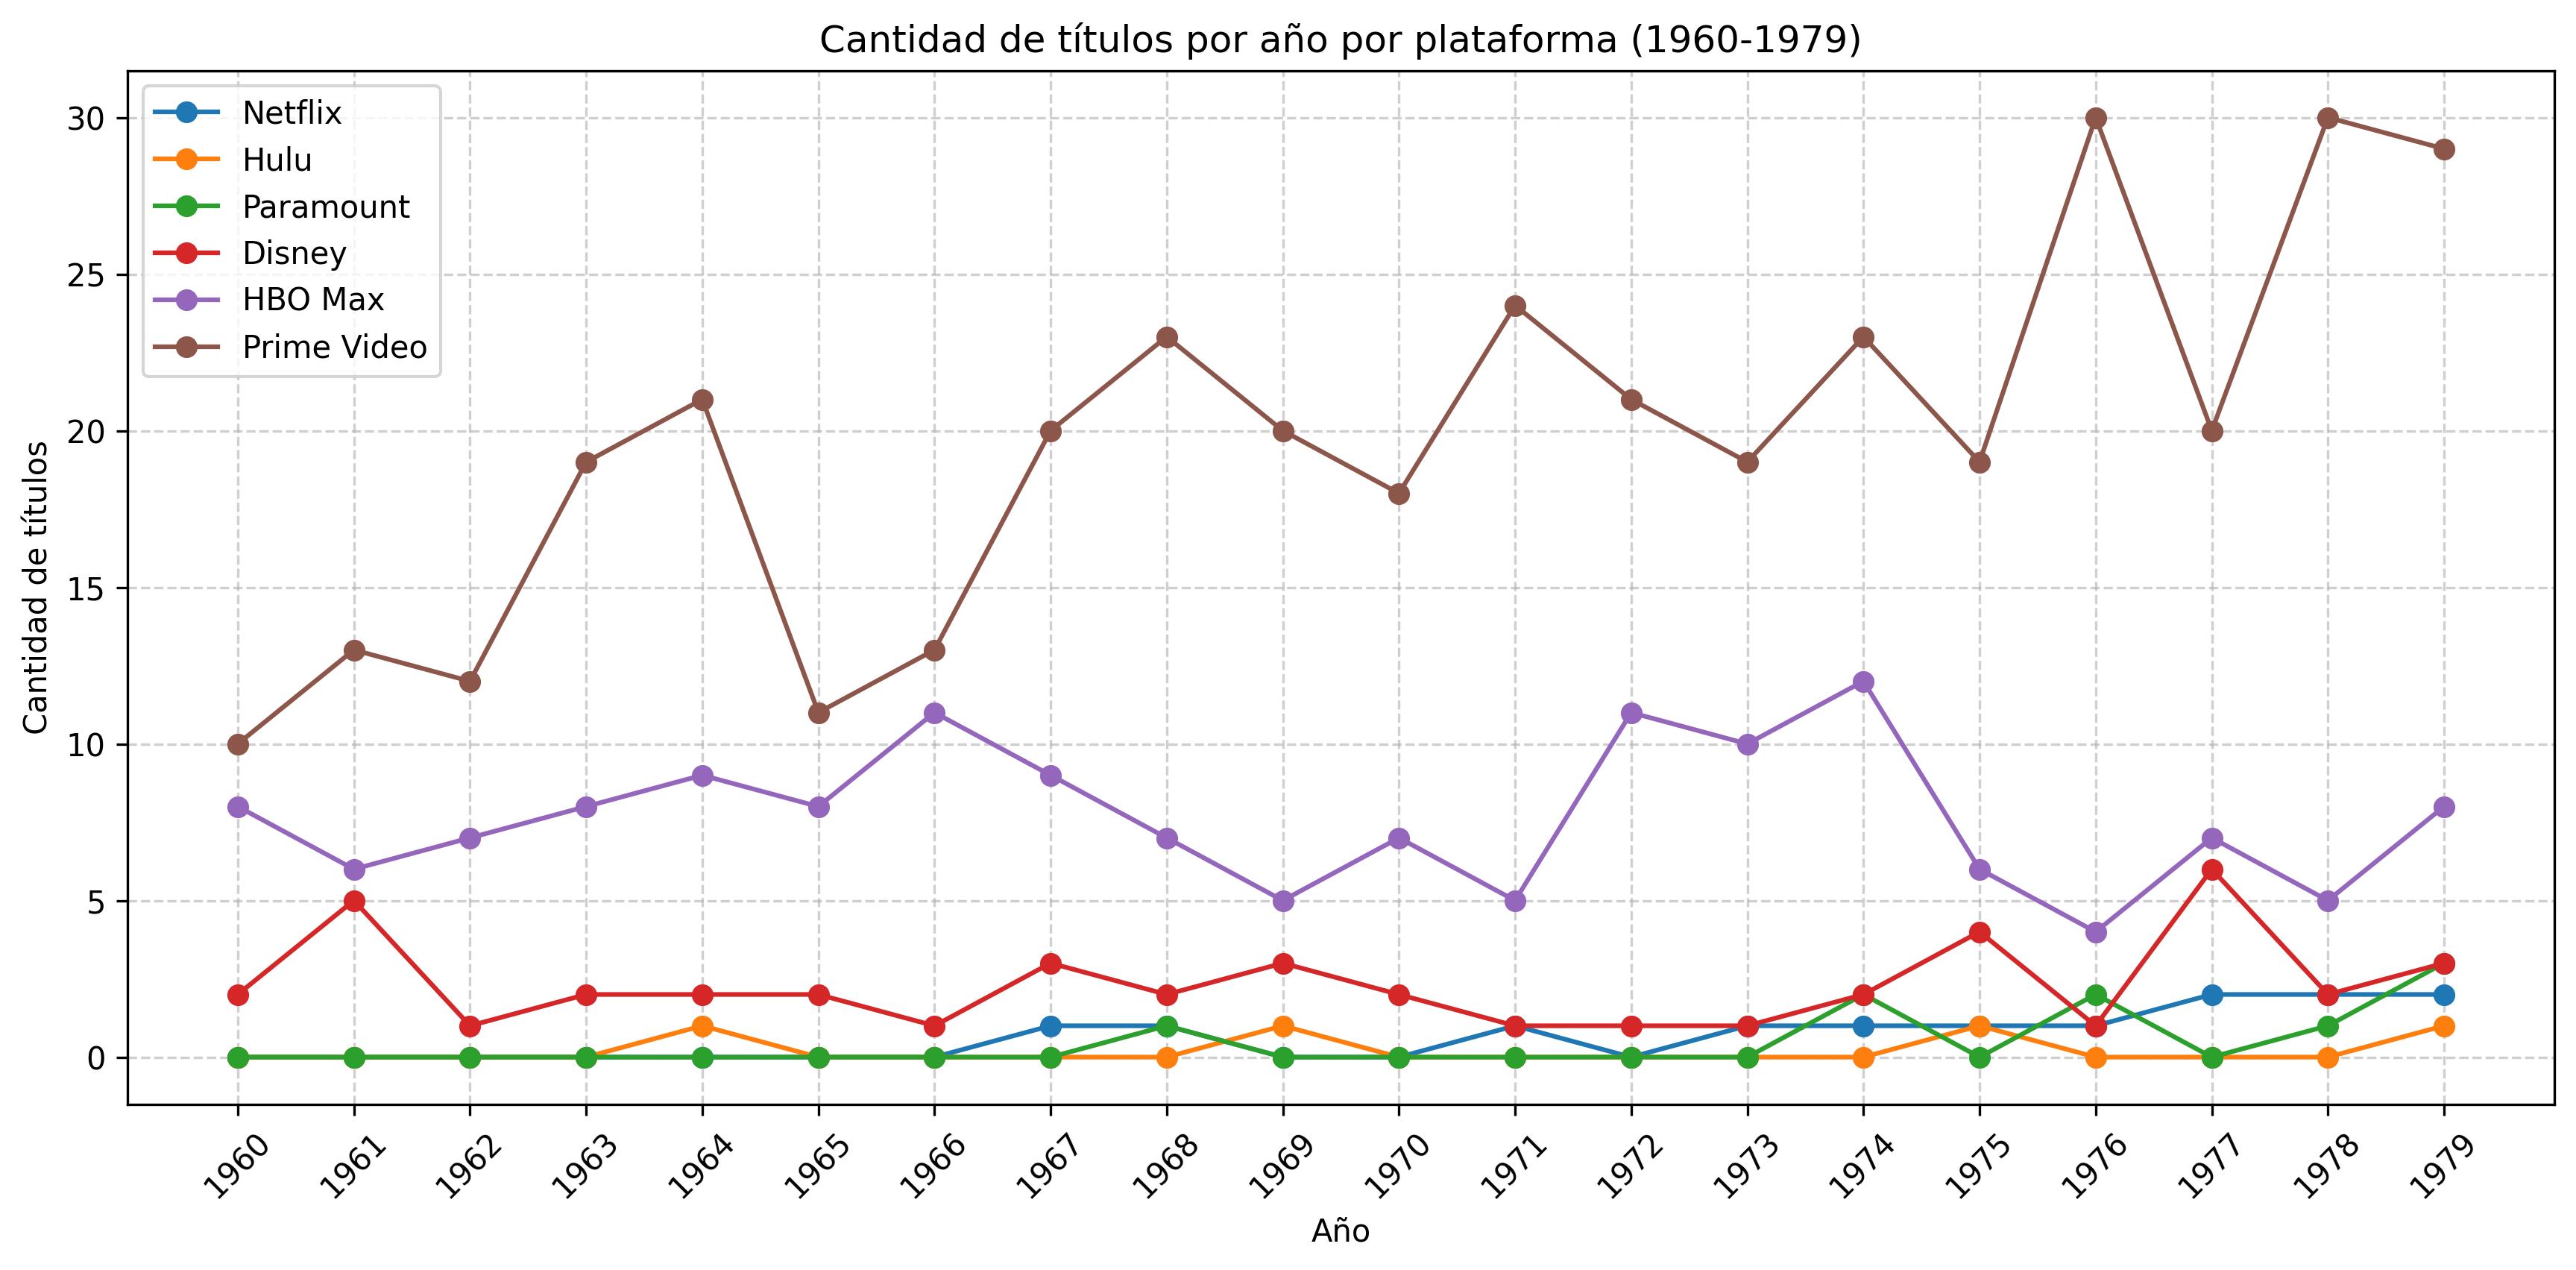 Cantidad de títulos por año por plataforma (1960-1979)
Netflix
Hulu
Paramount
Disney
HBO Max
Prime Video
Cantidad de títulos
30
25
20
15
10
5
0
1960 1961 1962 1963 1964 1965 1966 1967 1968 1969 1970 1971 1972 1973 1974 1975 1976 1977 1978 1979
Año